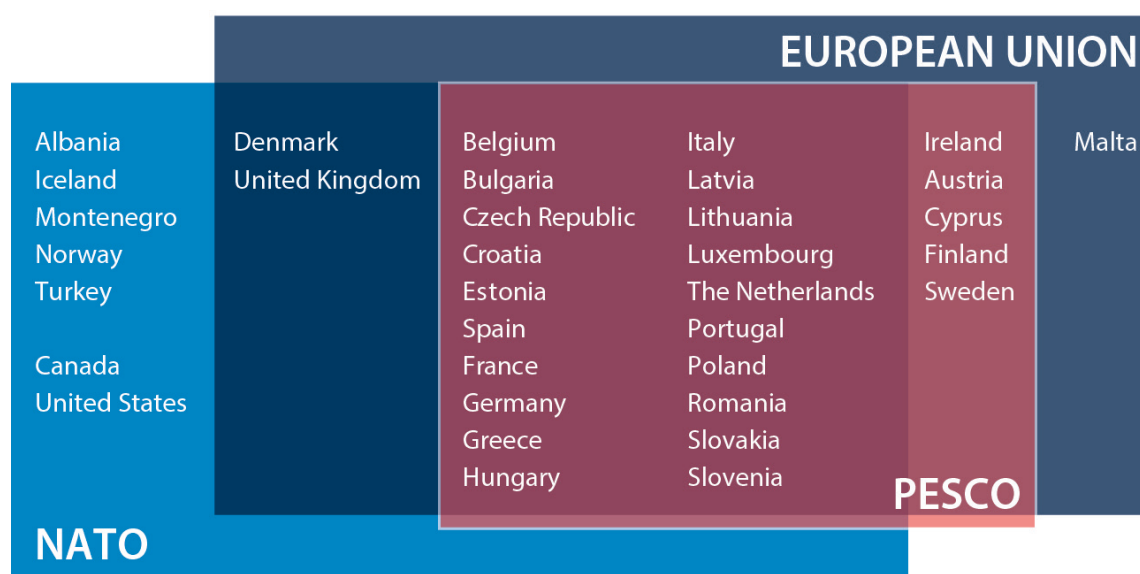 EUROPEAN UNION
Albania
Iceland
Montenegro
Norway
Turkey
Canada
United States
Denmark
United Kingdom
Belgium
Bulgaria
Czech Republic
Croatia
Estonia
Spain
France
Germany
Greece
Hungary
Italy
Latvia
Lithuania
Luxembourg
The Netherlands
Portugal
Poland
Romania
Slovakia
Slovenia
Ireland
Austria
Cyprus
Finland
Sweden
Malta
PESCO
NATO